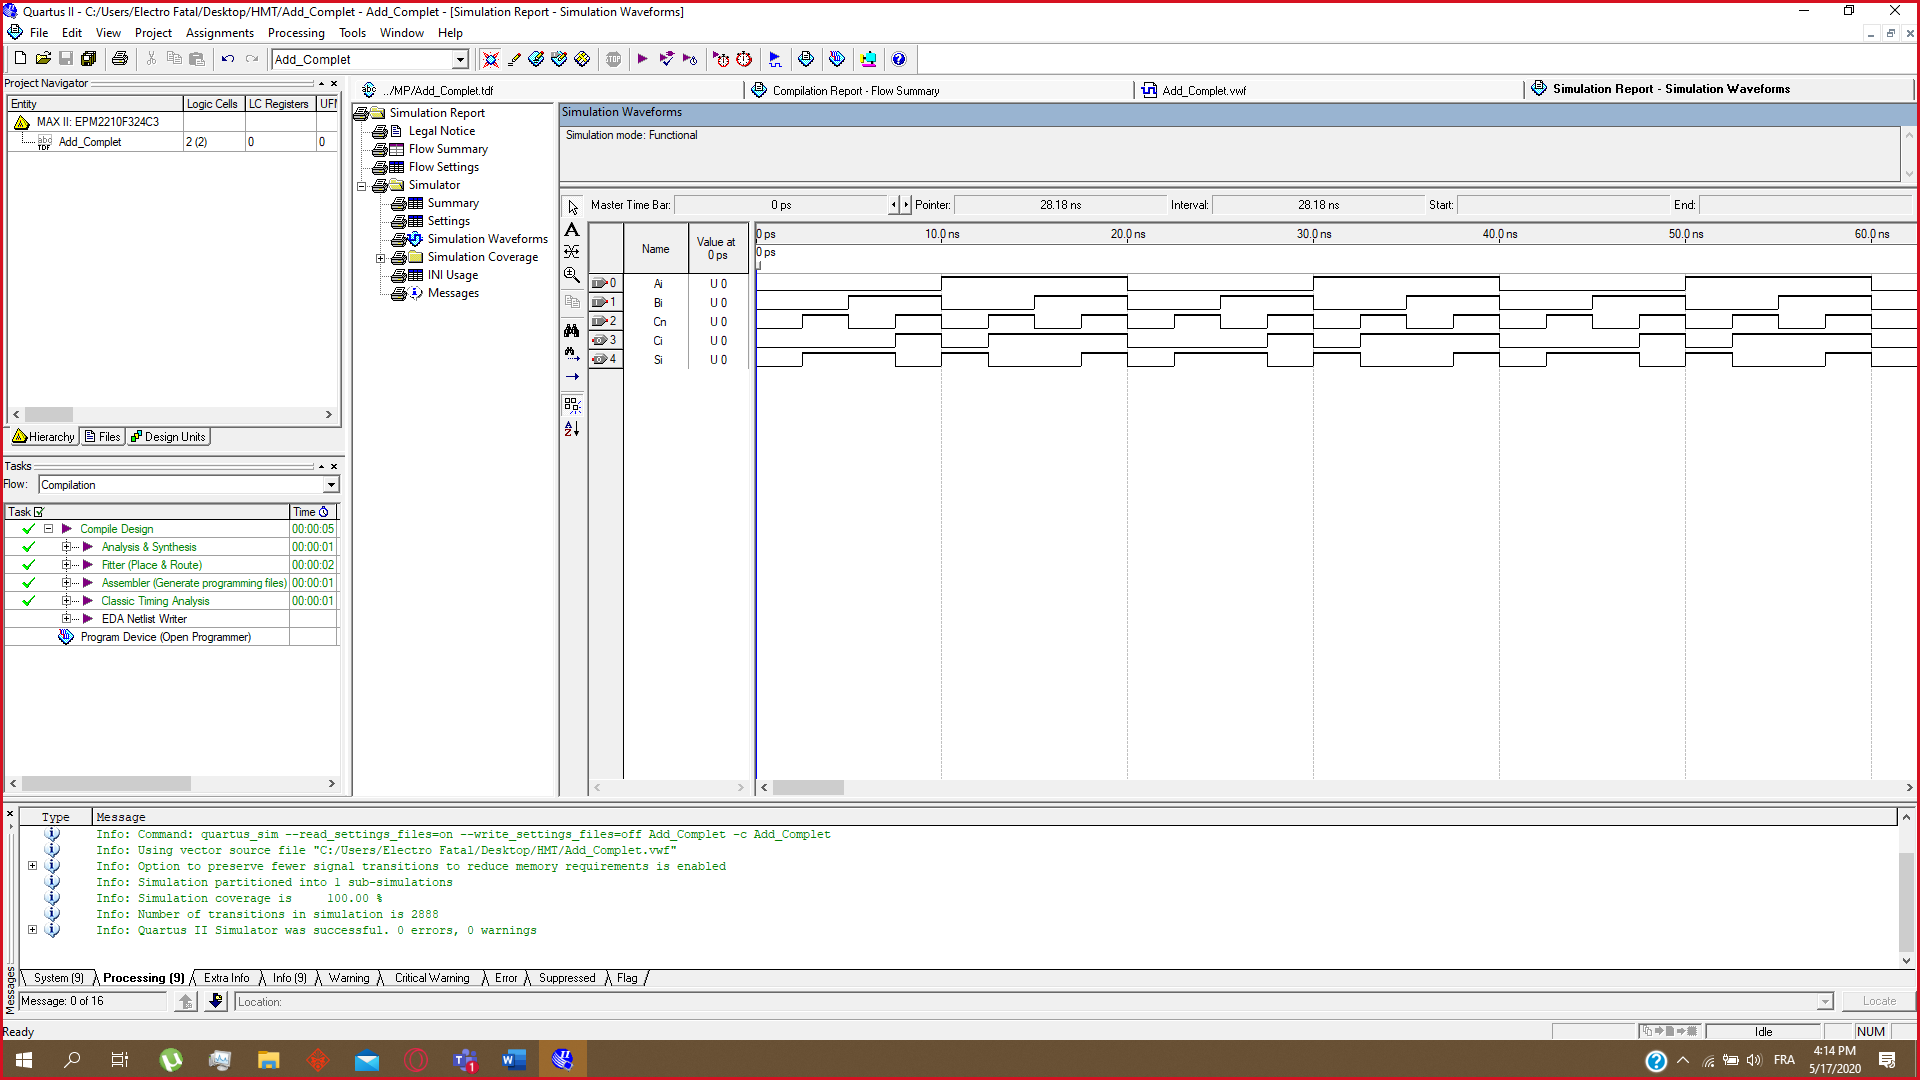 Quartus II - C:/Users/Electro Fatal/Desktop/HMT/Add_Complet - Add_Complet - [Simulation Report - Simulation Waveforms]
File Edit View Project Assignments Processing Tools Window Help
Add_Complet
Project Navigator
Entity Logic Cells LC Registers UFM
MAX II: EPM2210F324C3
Add_Complet 2 (2) 0 0
Hierarchy Files Design Units
Tasks
Flow: Compilation
Task Time
Compile Design 00:00:05
Analysis & Synthesis 00:00:01
Fitter (Place & Route) 00:00:02
Assembler (Generate programming files) 00:00:01
Classic Timing Analysis 00:00:01
EDA Netlist Writer
Program Device (Open Programmer)
../MP/Add_Complet.tdf
Compilation Report - Flow Summary
Add_Complet.vwf
Simulation Report - Simulation Waveforms
Simulation Report
Legal Notice
Flow Summary
Flow Settings
Simulator
Summary
Settings
Simulation Waveforms
Simulation Coverage
INI Usage
Messages
Simulation Waveforms
Simulation mode: Functional
Master Time Bar: 0 ps Pointer: 28.18 ns Interval: 28.18 ns Start: End:
Name Value at 0 ps
0 ps 10.0 ns 20.0 ns 30.0 ns 40.0 ns 50.0 ns 60.0 ns
0 ps
0 Ai U 0
1 Bi U 0
2 Cn U 0
3 Ci U 0
4 Si U 0
Type Message
Info: Command: quartus_sim --read_settings_files=on --write_settings_files=off Add_Complet -c Add_Complet
Info: Using vector source file "C:/Users/Electro Fatal/Desktop/HMT/Add_Complet.vwf"
Info: Option to preserve fewer signal transitions to reduce memory requirements is enabled
Info: Simulation partitioned into 1 sub-simulations
Info: Simulation coverage is 100.00 %
Info: Number of transitions in simulation is 2888
Info: Quartus II Simulator was successful. 0 errors, 0 warnings
System (9) Processing (9) Extra Info Info (9) Warning Critical Warning Error Suppressed Flag
Messages
Message: 0 of 16 Location: Locate
Ready Idle NUM
FRA 4:14 PM
5/17/2020